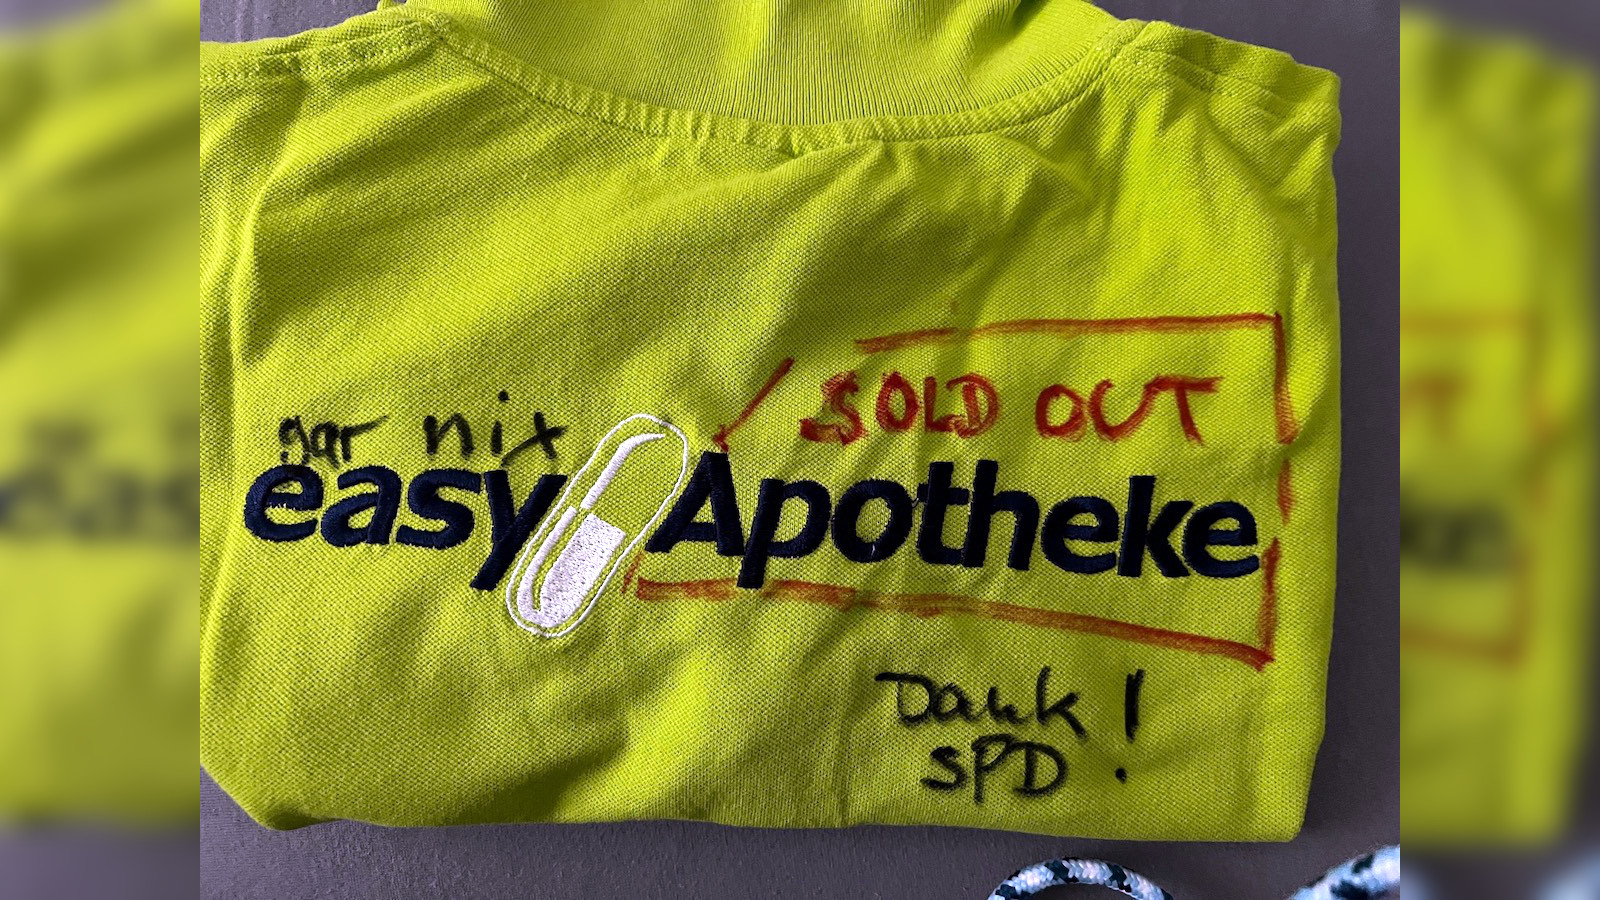 SOLD OUT
gar nix
easyApotheke
Dank!
SPD